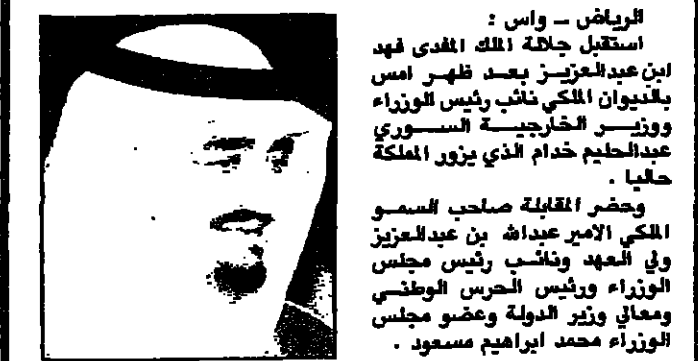 الرياض - واس :
استقبل جلالة الملك المفدى فهد
ابن عبدالعزيز بعد ظهر امس
بالديوان الملكي نائب رئيس الوزراء
ووزير الخارجية السوري
عبدالحليم خدام الذي يزور المملكة
حاليا .
وحضر المقابلة صاحب السمو
الملكي الامير عبدالله بن عبدالعزيز
ولي العهد ونائب رئيس مجلس
الوزراء ورئيس الحرس الوطني
ومعالي وزير الدولة وعضو مجلس
الوزراء محمد ابراهيم مسعود .